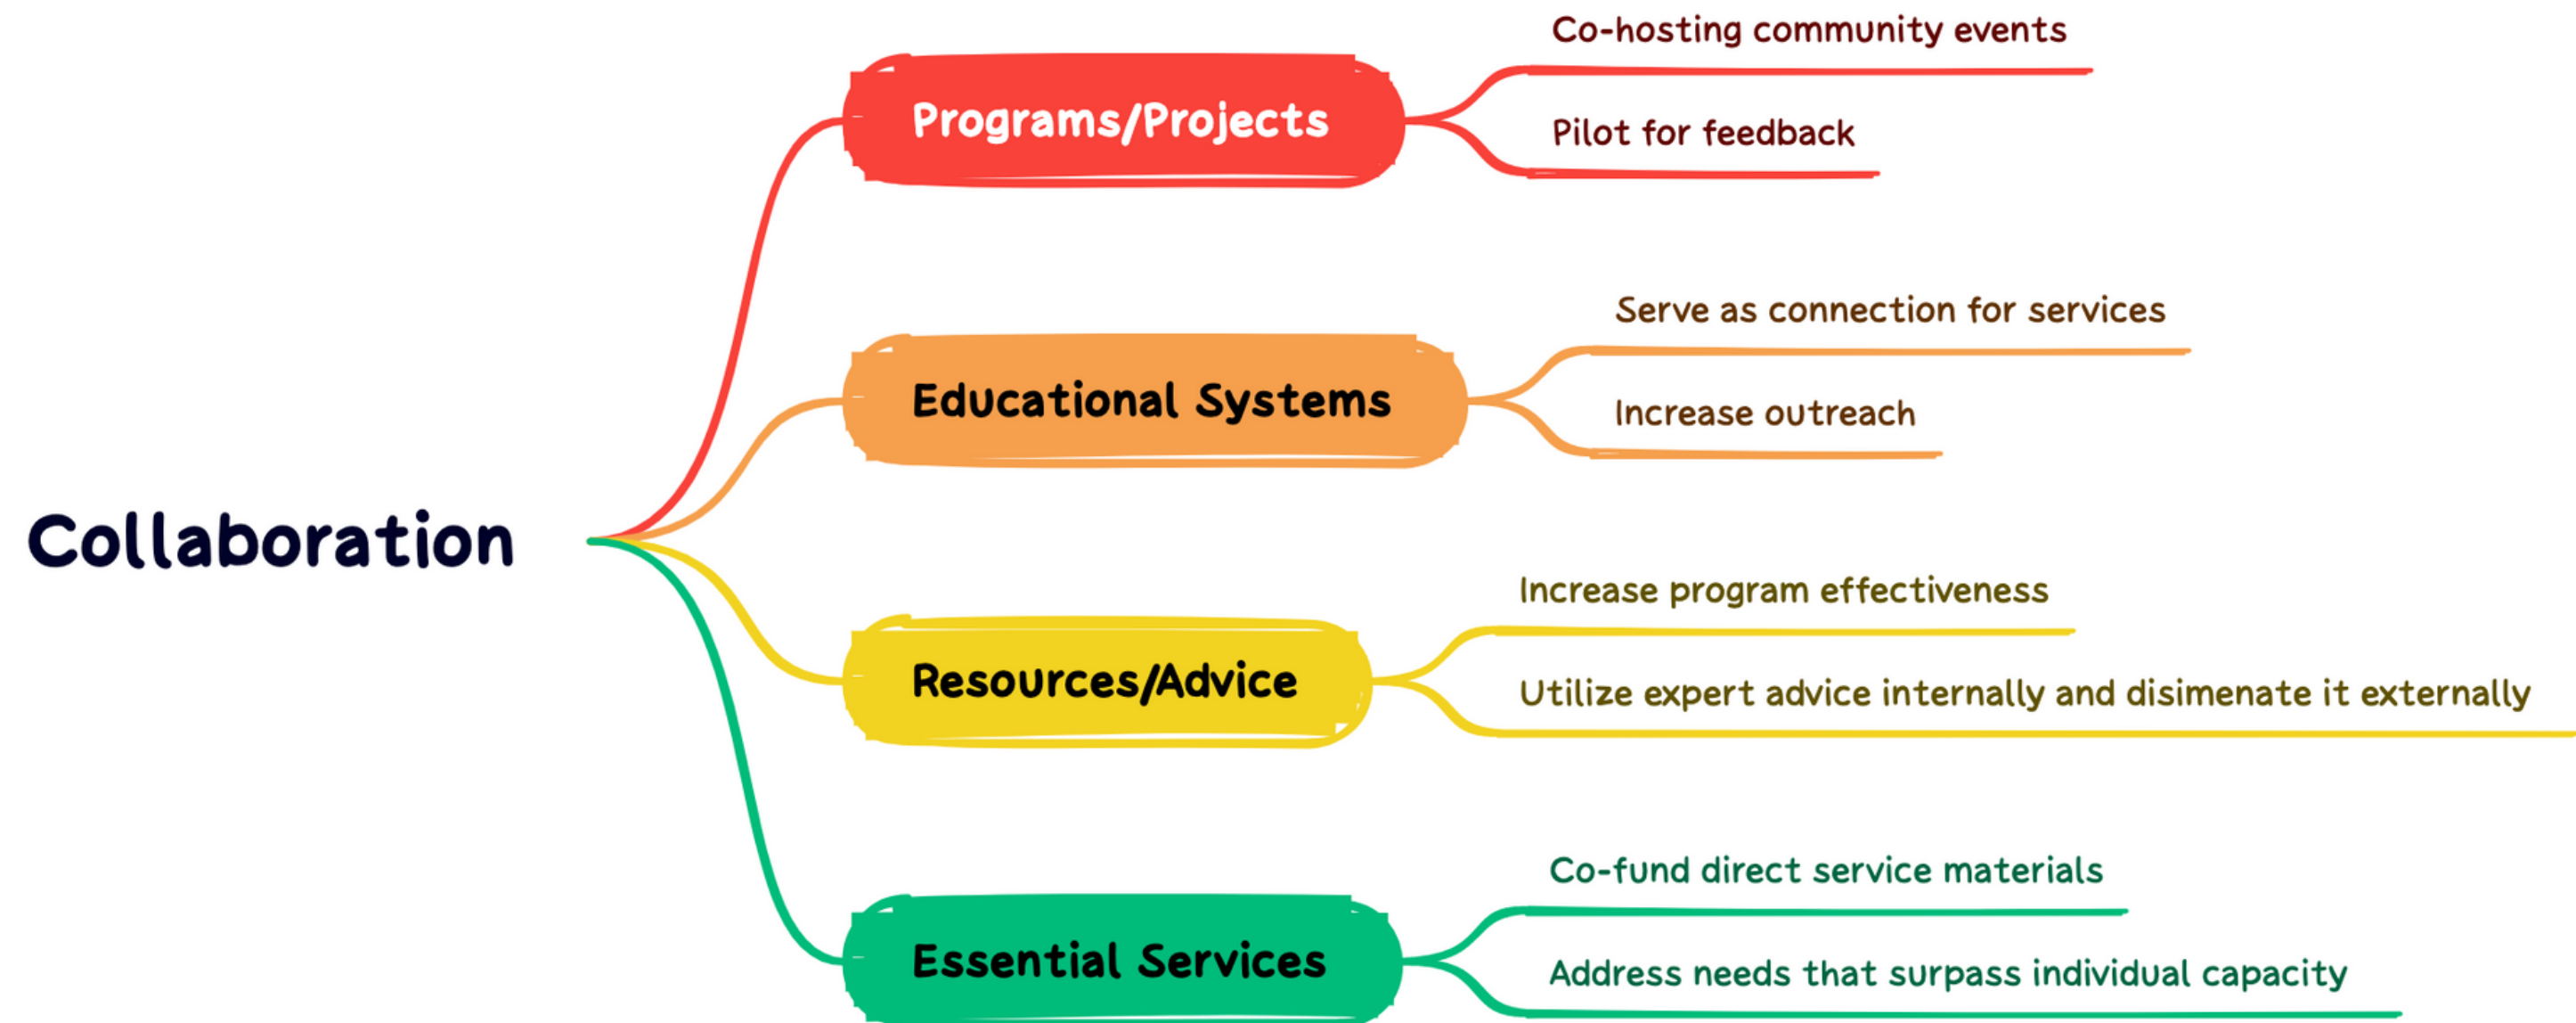 Collaboration
Programs/Projects
Co-hosting community events
Pilot for feedback
Educational Systems
Serve as connection for services
Increase outreach
Resources/Advice
Increase program effectiveness
Utilize expert advice internally and disimenate it externally
Essential Services
Co-fund direct service materials
Address needs that surpass individual capacity